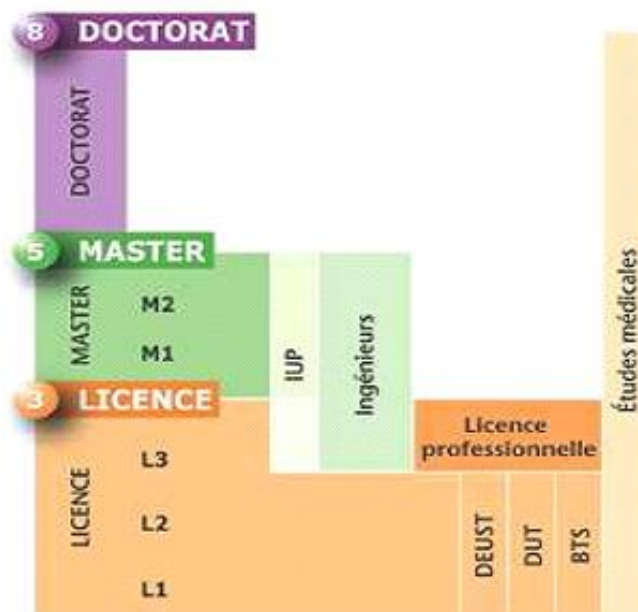 8 DOCTORAT
DOCTORAT
5 MASTER
MASTER
M2
M1
IUP
Ingénieurs
Études médicales
3 LICENCE
LICENCE
L3
L2
L1
Licence
professionnelle
DEUST
DUT
BTS